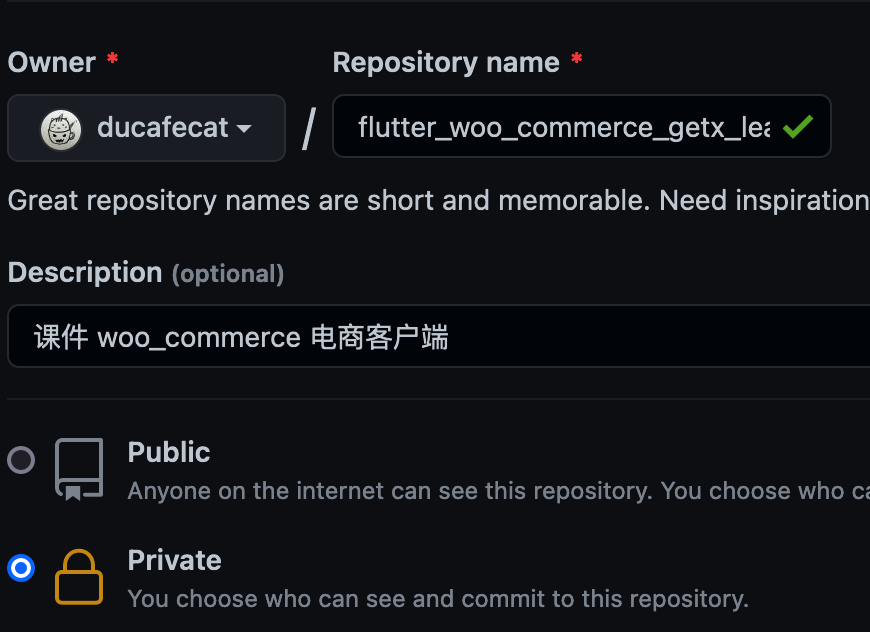 Owner *
Repository name *
ducafecat
/
flutter_woo_commerce_getx_lea
Great repository names are short and memorable. Need inspiration
Description (optional)
课件 woo_commerce 电商客户端
Public
Anyone on the internet can see this repository. You choose who ca
Private
You choose who can see and commit to this repository.